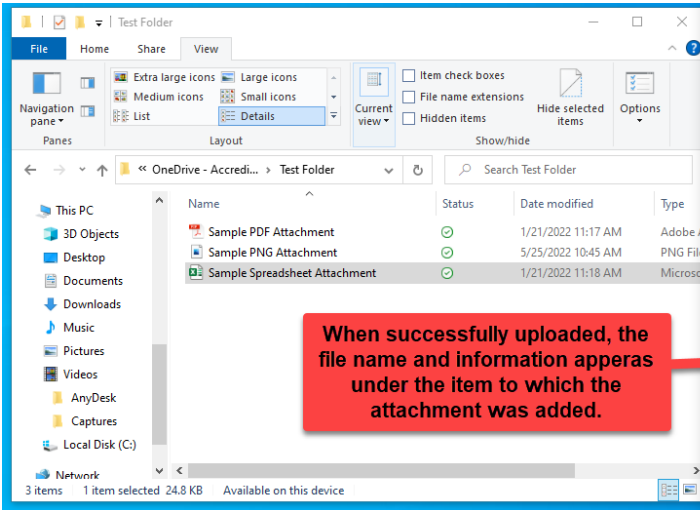 Test Folder
File Home Share View
Navigation pane
Extra large icons Large icons
Medium icons Small icons
List Details
Current view
Item check boxes
File name extensions
Hidden items
Hide selected items
Options
Panes Layout Show/hide
« OneDrive - Accredi... > Test Folder
Search Test Folder
This PC
3D Objects
Desktop
Documents
Downloads
Music
Pictures
Videos
AnyDesk
Captures
Local Disk (C:)
Network
Name Status Date modified Type
Sample PDF Attachment 1/21/2022 11:17 AM Adobe A
Sample PNG Attachment 5/25/2022 10:45 AM PNG Fil
Sample Spreadsheet Attachment 1/21/2022 11:18 AM Microso
When successfully uploaded, the
file name and information apperas
under the item to which the
attachment was added.
3 items 1 item selected 24.8 KB Available on this device